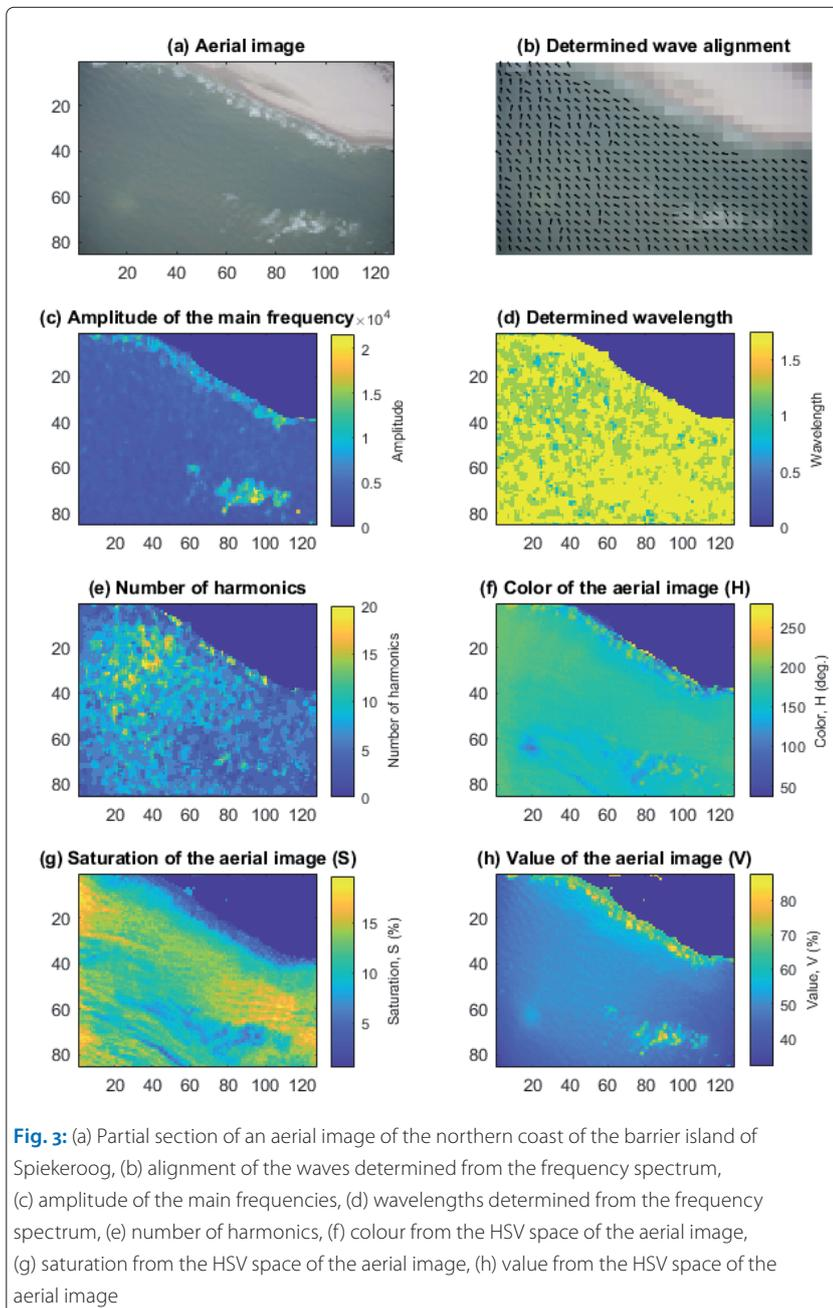 (a) Aerial image
20
40
60
80
20 40 60 80 100 120
(b) Determined wave alignment
(c) Amplitude of the main frequency ×10⁴
20
40
60
80
20 40 60 80 100 120
2
1.5
1
0.5
0
Amplitude
(d) Determined wavelength
20
40
60
80
20 40 60 80 100 120
1.5
1
0.5
0
Wavelength
(e) Number of harmonics
20
40
60
80
20 40 60 80 100 120
20
15
10
5
0
Number of harmonics
(f) Color of the aerial image (H)
20
40
60
80
20 40 60 80 100 120
250
200
150
100
50
Color, H (deg.)
(g) Saturation of the aerial image (S)
20
40
60
80
20 40 60 80 100 120
15
10
5
Saturation, S (%)
(h) Value of the aerial image (V)
20
40
60
80
20 40 60 80 100 120
80
70
60
50
40
Value, V (%)
Fig. 3: (a) Partial section of an aerial image of the northern coast of the barrier island of
Spiekeroog, (b) alignment of the waves determined from the frequency spectrum,
(c) amplitude of the main frequencies, (d) wavelengths determined from the frequency
spectrum, (e) number of harmonics, (f) colour from the HSV space of the aerial image,
(g) saturation from the HSV space of the aerial image, (h) value from the HSV space of the
aerial image